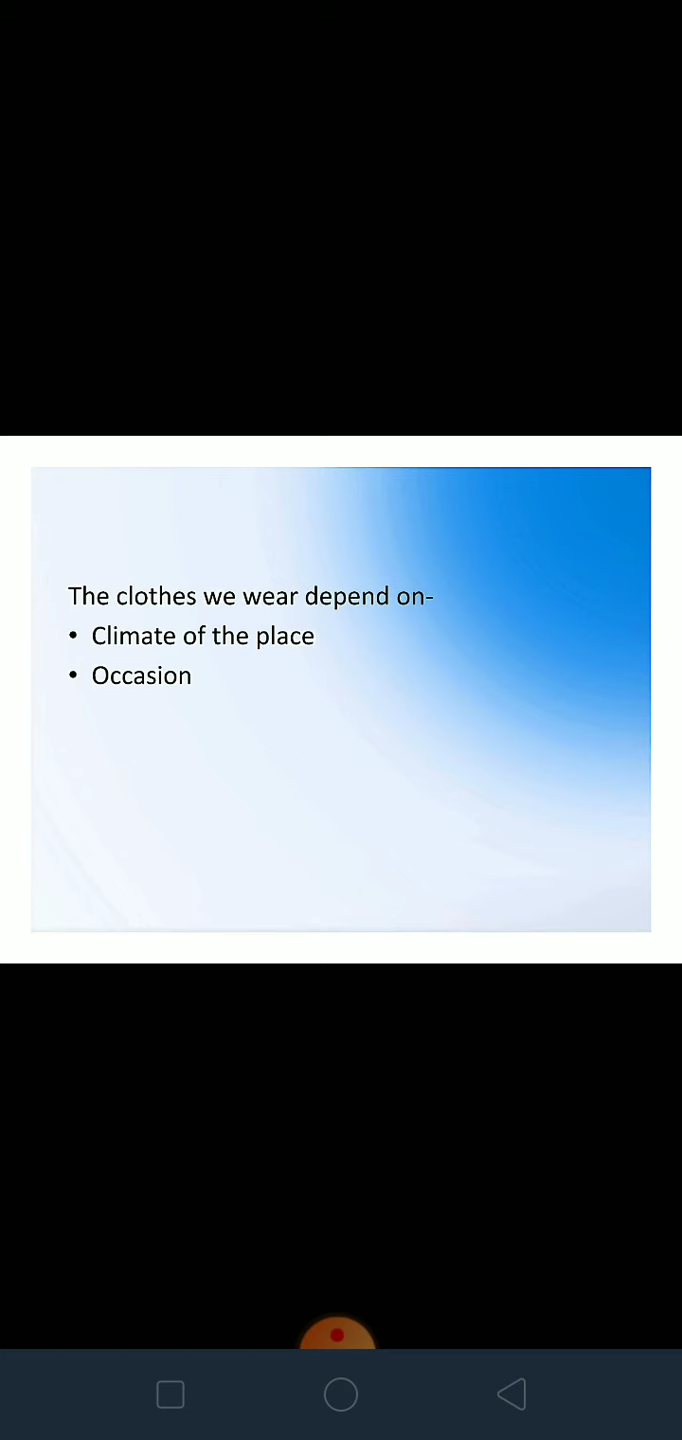 The clothes we wear depend on-
• Climate of the place
• Occasion